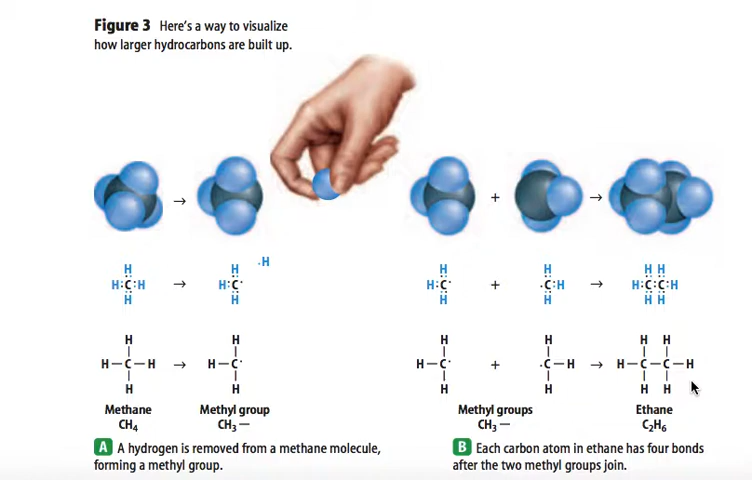 Figure 3 Here's a way to visualize
how larger hydrocarbons are built up.
→ + →
·H
H H H H H H
H:C:H → H:C· H:C· + ·C:H → H:C:C:H
H H H H H H
H H H H H H
H—C—H → H—C· H—C· + ·C—H → H—C—C—H
H H H H H H
Methane Methyl group Methyl groups Ethane
CH₄ CH₃— CH₃— C₂H₆
A A hydrogen is removed from a methane molecule,
forming a methyl group.
B Each carbon atom in ethane has four bonds
after the two methyl groups join.